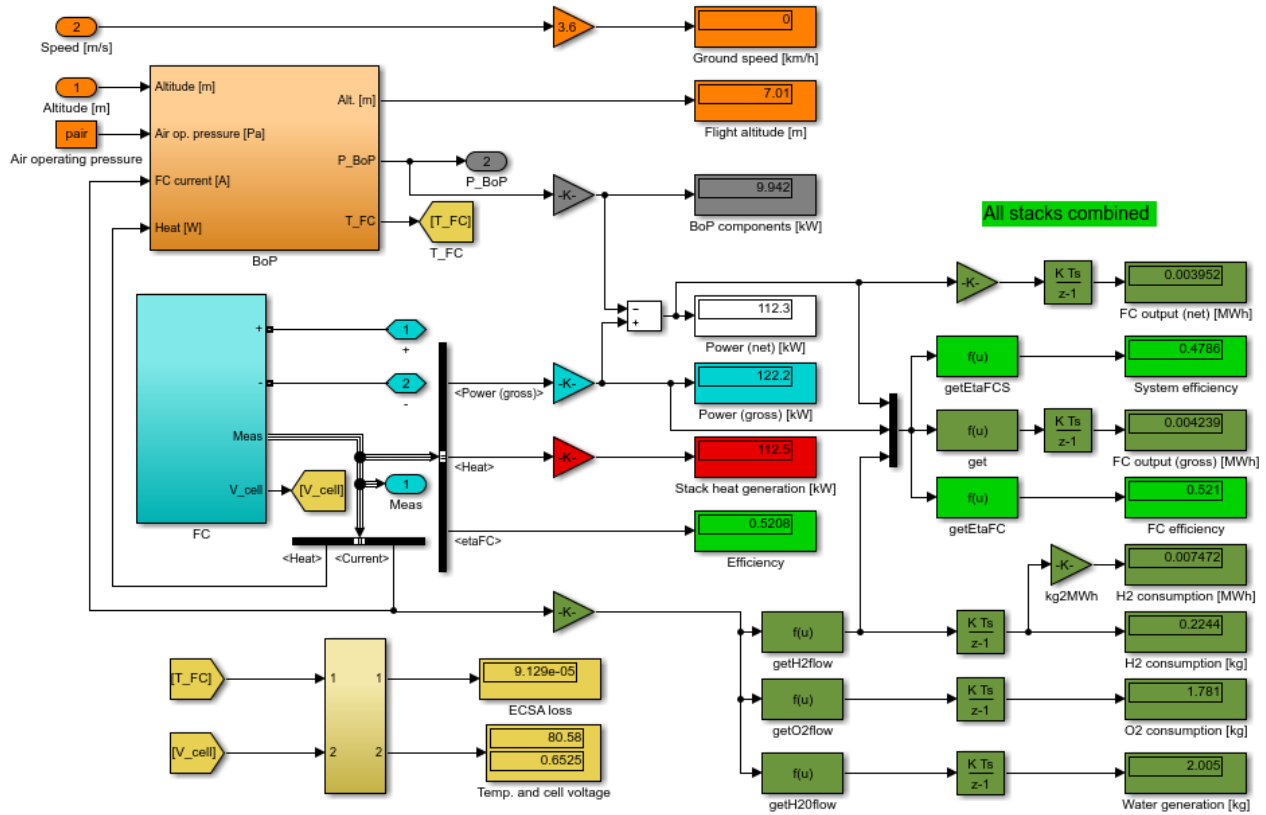 2
Speed [m/s]
3.6
0
Ground speed [km/h]
1
Altitude [m]
pair
Air operating pressure
Altitude [m]
Air op. pressure [Pa]
FC current [A]
Heat [W]
Alt. [m]
P_BoP
T_FC
BoP
7.01
Flight altitude [m]
2
P_BoP
[T_FC]
T_FC
-K-
9.942
BoP components [kW]
All stacks combined
+
-
Meas
V_cell
FC
1
+
2
-
[V_cell]
1
Meas
<Heat>
<Current>
<Power (gross)>
<Heat>
<etaFC>
-K-
-K-
−
+
112.3
Power (net) [kW]
122.2
Power (gross) [kW]
112.5
Stack heat generation [kW]
0.5208
Efficiency
-K-
K Ts
z-1
0.003952
FC output (net) [MWh]
f(u)
getEtaFCS
0.4786
System efficiency
f(u)
get
K Ts
z-1
0.004239
FC output (gross) [MWh]
f(u)
getEtaFC
0.521
FC efficiency
-K-
kg2MWh
0.007472
H2 consumption [MWh]
-K-
f(u)
getH2flow
K Ts
z-1
0.2244
H2 consumption [kg]
f(u)
getO2flow
K Ts
z-1
1.781
O2 consumption [kg]
f(u)
getH20flow
K Ts
z-1
2.005
Water generation [kg]
[T_FC]
[V_cell]
1
2
1
2
9.129e-05
ECSA loss
80.58
0.6525
Temp. and cell voltage